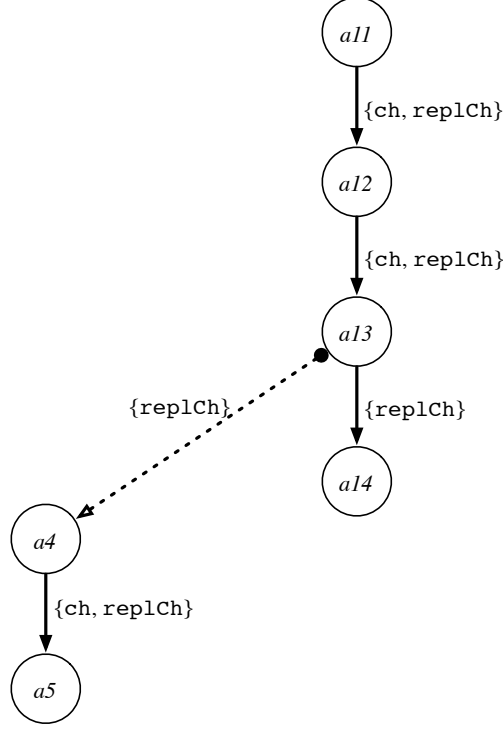 a11
{ch, replCh}
a12
{ch, replCh}
a13
{replCh}
{replCh}
a14
a4
{ch, replCh}
a5